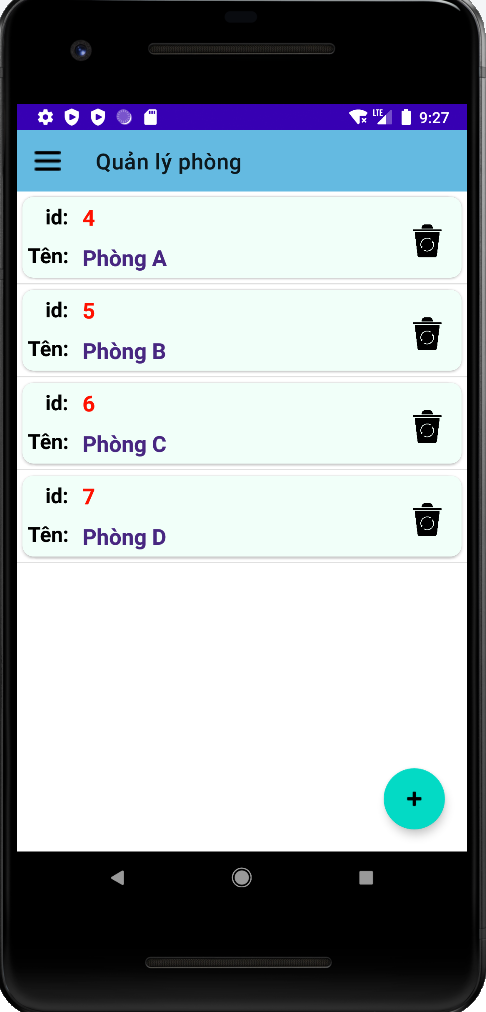 LTE 9:27
Quản lý phòng
id: 4
Tên: Phòng A
id: 5
Tên: Phòng B
id: 6
Tên: Phòng C
id: 7
Tên: Phòng D
+